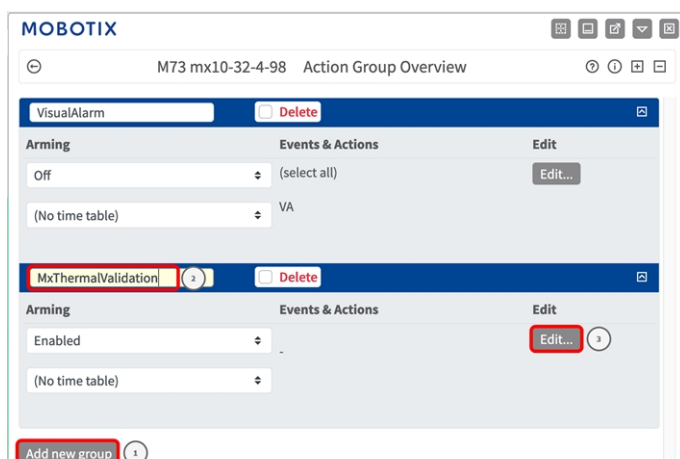 MOBOTIX
M73 mx10-32-4-98 Action Group Overview
VisualAlarm Delete
Arming Events & Actions Edit
Off (select all) Edit...
(No time table) VA
MxThermalValidation 2 Delete
Arming Events & Actions Edit
Enabled - Edit... 3
(No time table)
Add new group 1